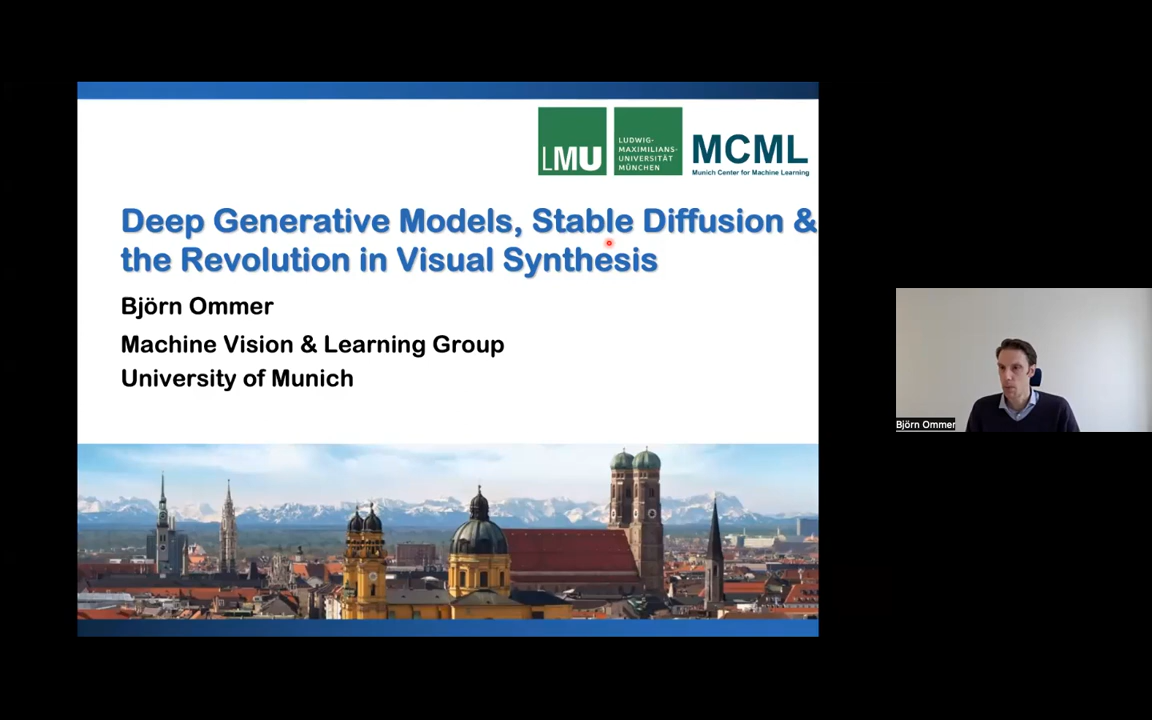 LMU
LUDWIG-
MAXIMILIANS-
UNIVERSITÄT
MÜNCHEN
MCML
Munich Center for Machine Learning
Deep Generative Models, Stable Diffusion &
the Revolution in Visual Synthesis
Björn Ommer
Machine Vision & Learning Group
University of Munich
Björn Ommer